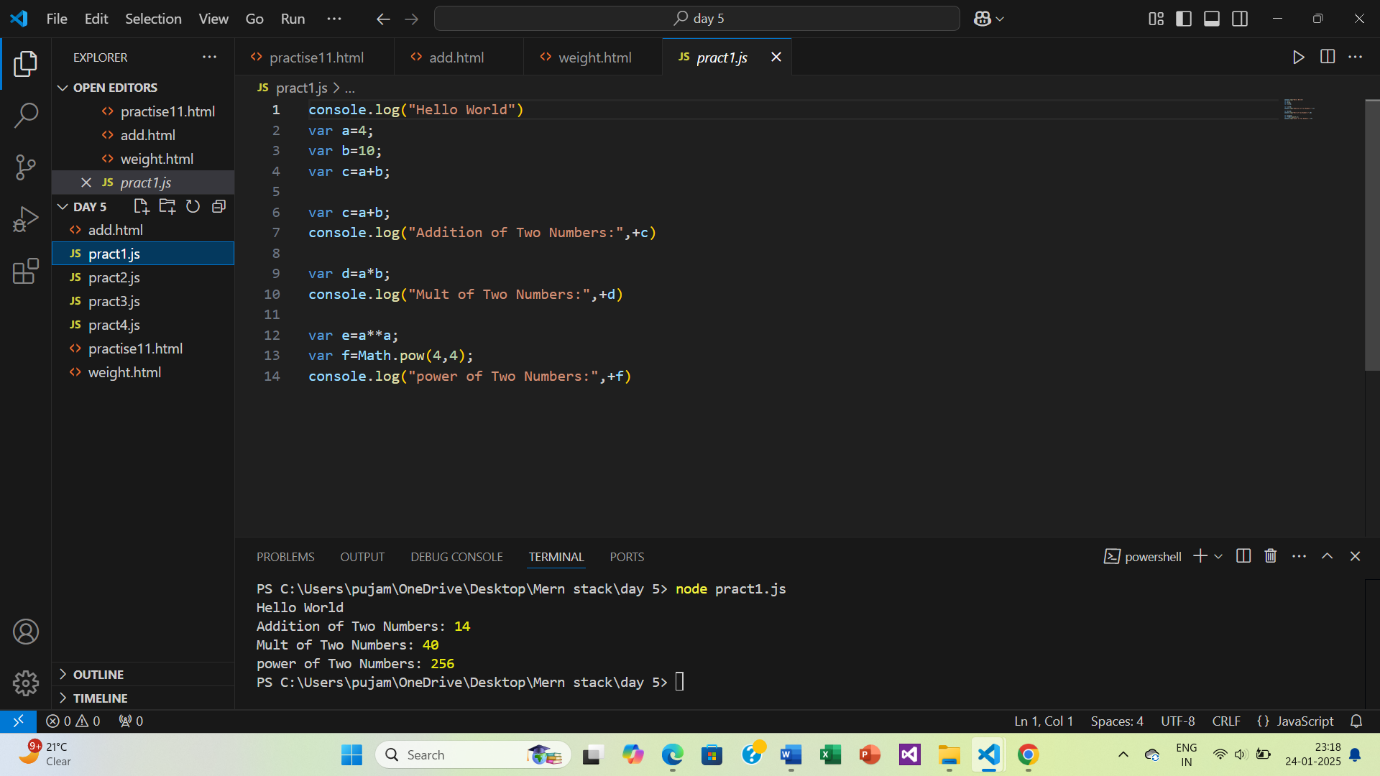 File Edit Selection View Go Run ··· day 5
EXPLORER ···
OPEN EDITORS
<> practise11.html
<> add.html
<> weight.html
JS pract1.js
DAY 5
<> add.html
JS pract1.js
JS pract2.js
JS pract3.js
JS pract4.js
<> practise11.html
<> weight.html
OUTLINE
TIMELINE
<> practise11.html <> add.html <> weight.html JS pract1.js
JS pract1.js > ...
1 console.log("Hello World")
2 var a=4;
3 var b=10;
4 var c=a+b;
5
6 var c=a+b;
7 console.log("Addition of Two Numbers:",+c)
8
9 var d=a*b;
10 console.log("Mult of Two Numbers:",+d)
11
12 var e=a**a;
13 var f=Math.pow(4,4);
14 console.log("power of Two Numbers:",+f)
PROBLEMS OUTPUT DEBUG CONSOLE TERMINAL PORTS powershell
PS C:\Users\pujam\OneDrive\Desktop\Mern stack\day 5> node pract1.js
Hello World
Addition of Two Numbers: 14
Mult of Two Numbers: 40
power of Two Numbers: 256
PS C:\Users\pujam\OneDrive\Desktop\Mern stack\day 5>
0 0 0 Ln 1, Col 1 Spaces: 4 UTF-8 CRLF {} JavaScript
9+ 21°C
Clear
Search
ENG
IN
23:18
24-01-2025